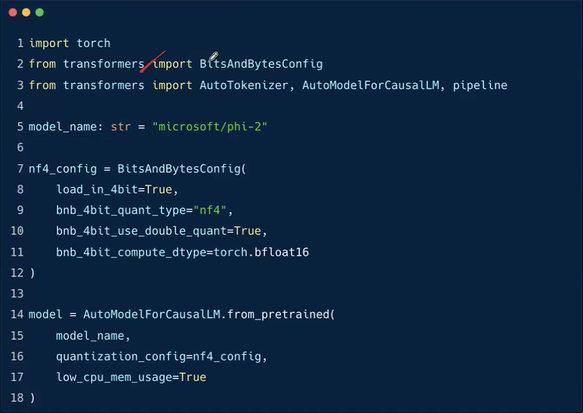 1 import torch
2 from transformers import BitsAndBytesConfig
3 from transformers import AutoTokenizer, AutoModelForCausalLM, pipeline
4
5 model_name: str = "microsoft/phi-2"
6
7 nf4_config = BitsAndBytesConfig(
8     load_in_4bit=True,
9     bnb_4bit_quant_type="nf4",
10     bnb_4bit_use_double_quant=True,
11     bnb_4bit_compute_dtype=torch.bfloat16
12 )
13
14 model = AutoModelForCausalLM.from_pretrained(
15     model_name,
16     quantization_config=nf4_config,
17     low_cpu_mem_usage=True
18 )